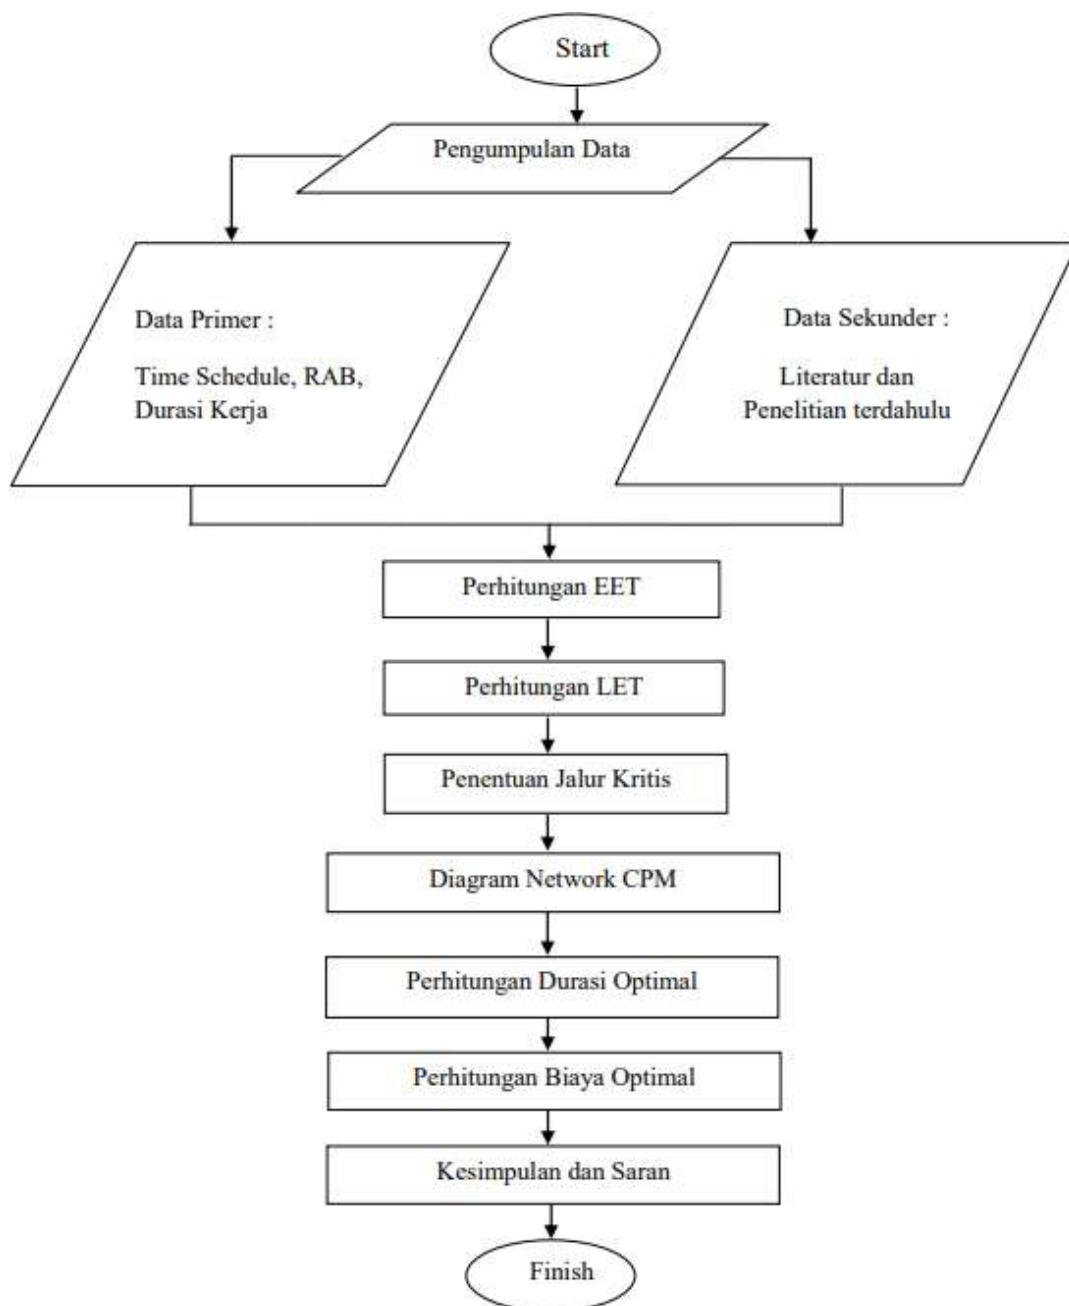 Start
Pengumpulan Data
Data Primer :
Time Schedule, RAB,
Durasi Kerja
Data Sekunder :
Literatur dan
Penelitian terdahulu
Perhitungan EET
Perhitungan LET
Penentuan Jalur Kritis
Diagram Network CPM
Perhitungan Durasi Optimal
Perhitungan Biaya Optimal
Kesimpulan dan Saran
Finish